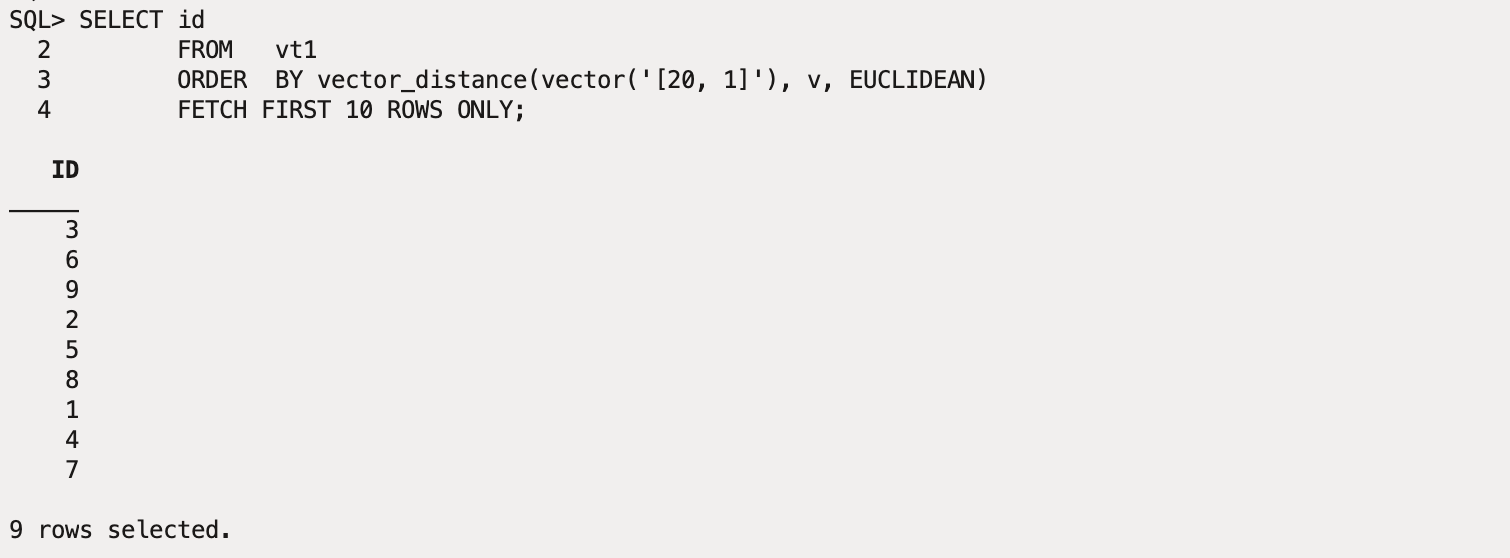 SQL> SELECT id
  2         FROM   vt1
  3         ORDER  BY vector_distance(vector('[20, 1]'), v, EUCLIDEAN)
  4         FETCH FIRST 10 ROWS ONLY;

   ID
_____
    3
    6
    9
    2
    5
    8
    1
    4
    7

9 rows selected.